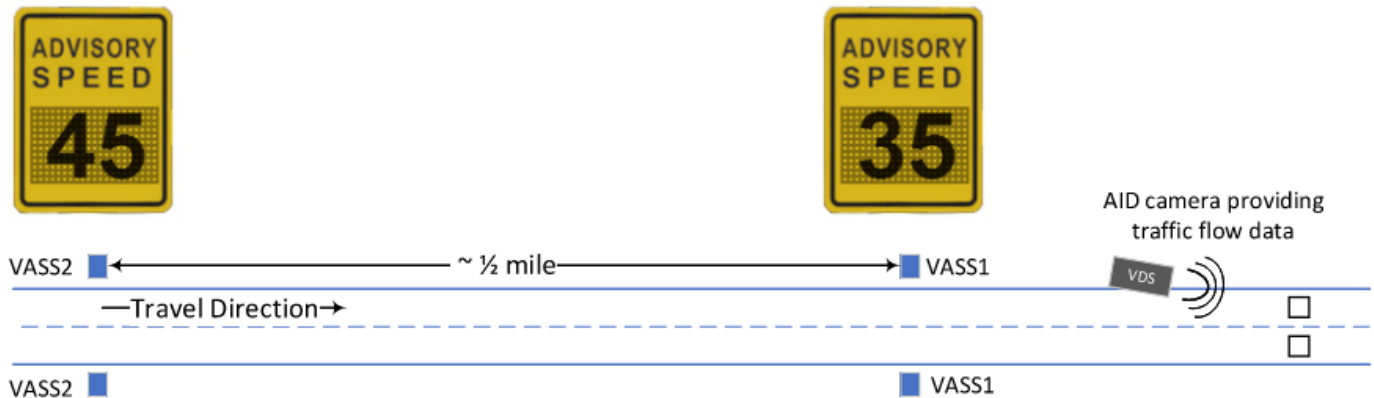 ADVISORY
SPEED
45
ADVISORY
SPEED
35
AID camera providing
traffic flow data
VASS2
~ ½ mile
VASS1
VDS
Travel Direction
VASS2
VASS1